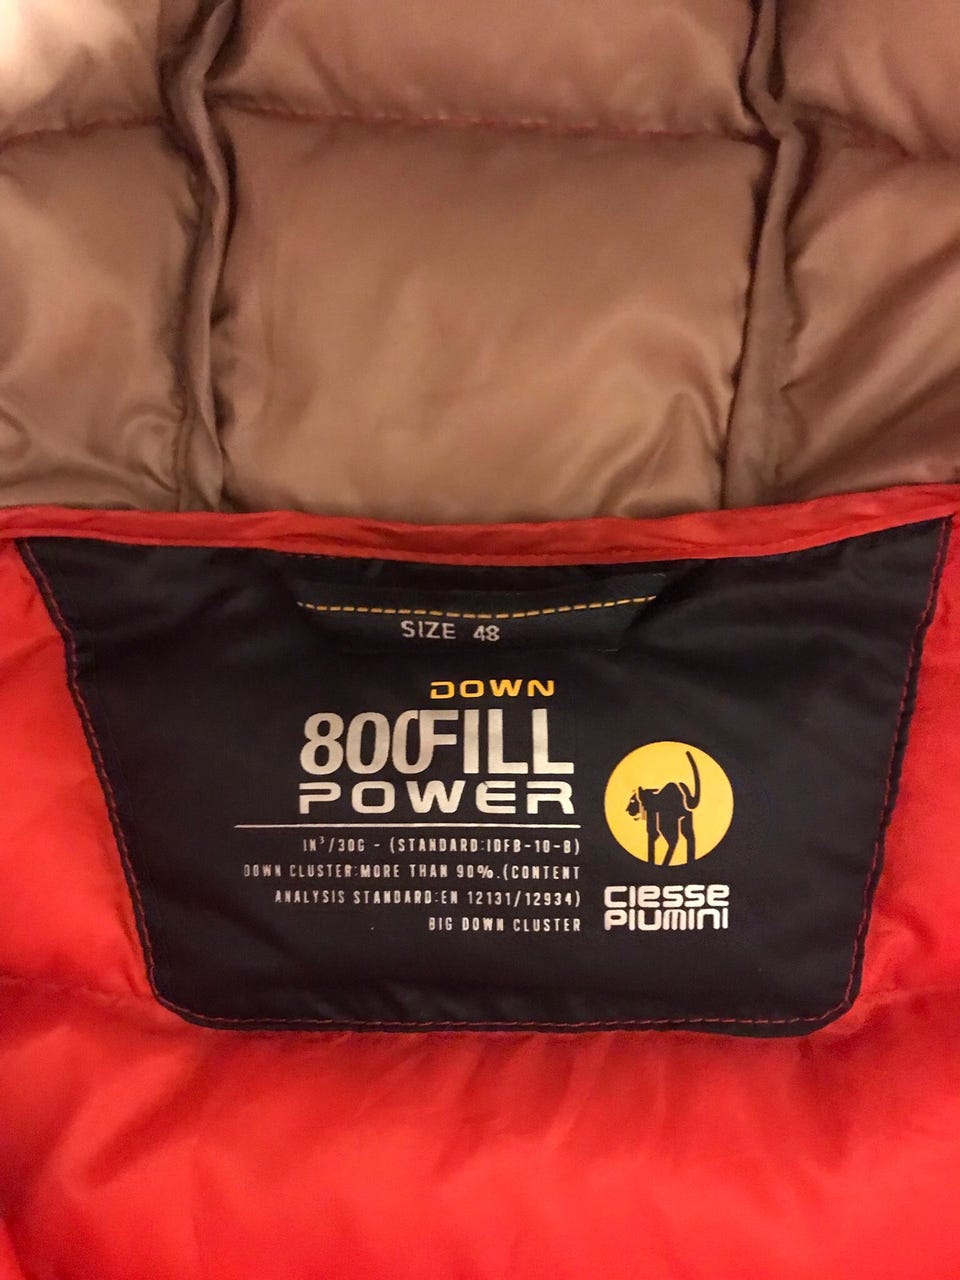 SIZE 48
DOWN
800FILL
POWER
IN³/30G - (STANDARD:IDFB-10-B)
DOWN CLUSTER:MORE THAN 90%.(CONTENT
ANALYSIS STANDARD:EN 12131/12934)
BIG DOWN CLUSTER
ciesse
piumini